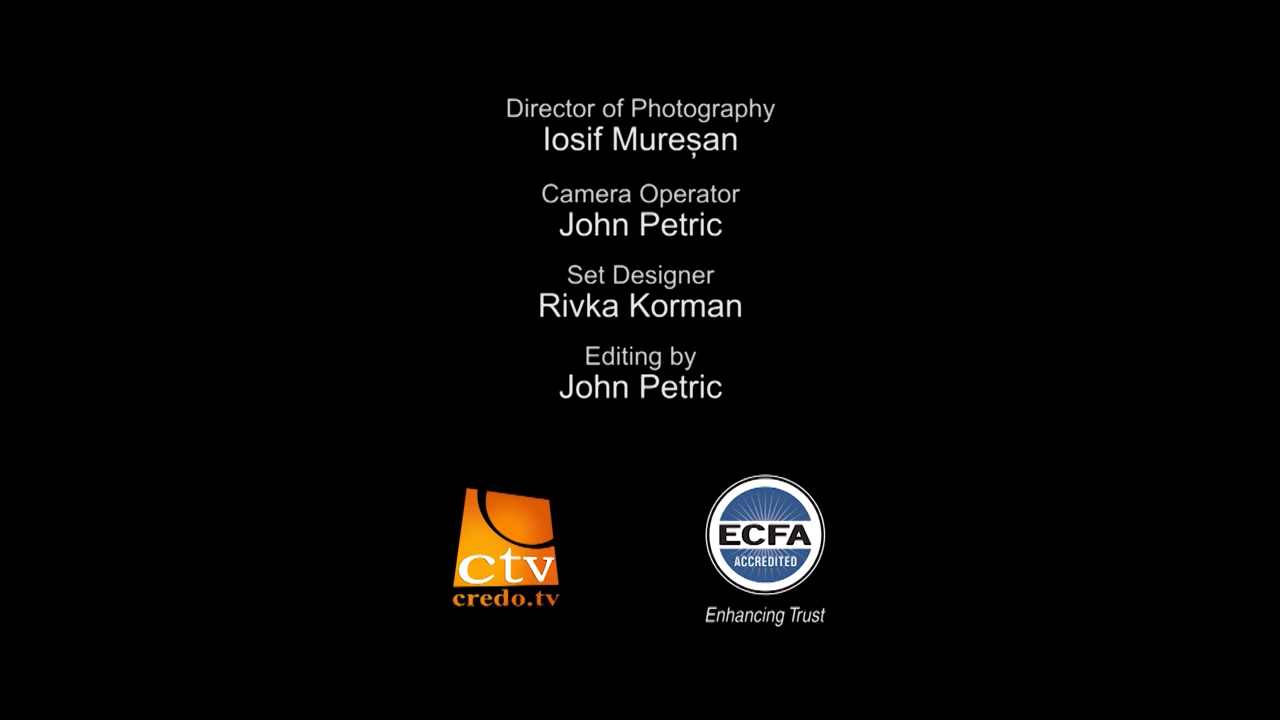 Director of Photography
Iosif Mureșan
Camera Operator
John Petric
Set Designer
Rivka Korman
Editing by
John Petric
ctv
credo.tv
ECFA
ACCREDITED
Enhancing Trust